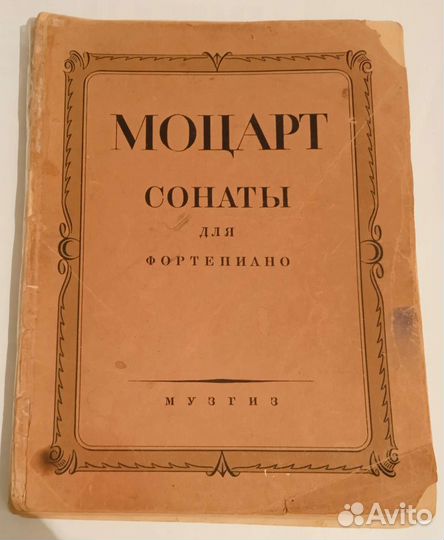 МОЦАРТ
СОНАТЫ
ДЛЯ
ФОРТЕПИАНО
МУЗГИЗ
Avito